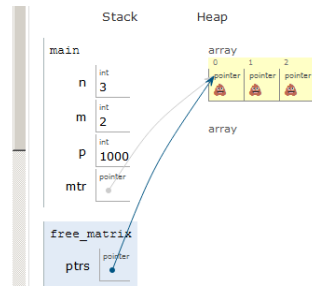 Stack Heap
main
array
int
n 3
0 1 2
pointer pointer pointer
int
m 2
array
int
p 1000
pointer
mtr
free_matrix
pointer
ptrs